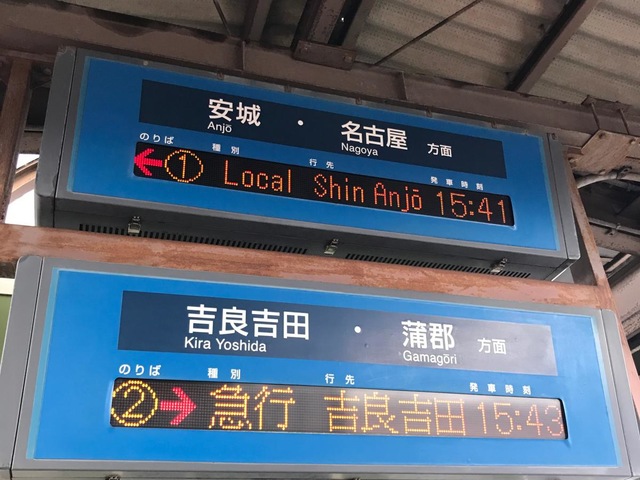 安城 ・ 名古屋 方面
Anjō Nagoya
のりば 種別 行先 発車時刻
← ① Local Shin Anjō 15:41
吉良吉田 ・ 蒲郡 方面
Kira Yoshida Gamagōri
のりば 種別 行先 発車時刻
② → 急行 吉良吉田 15:43